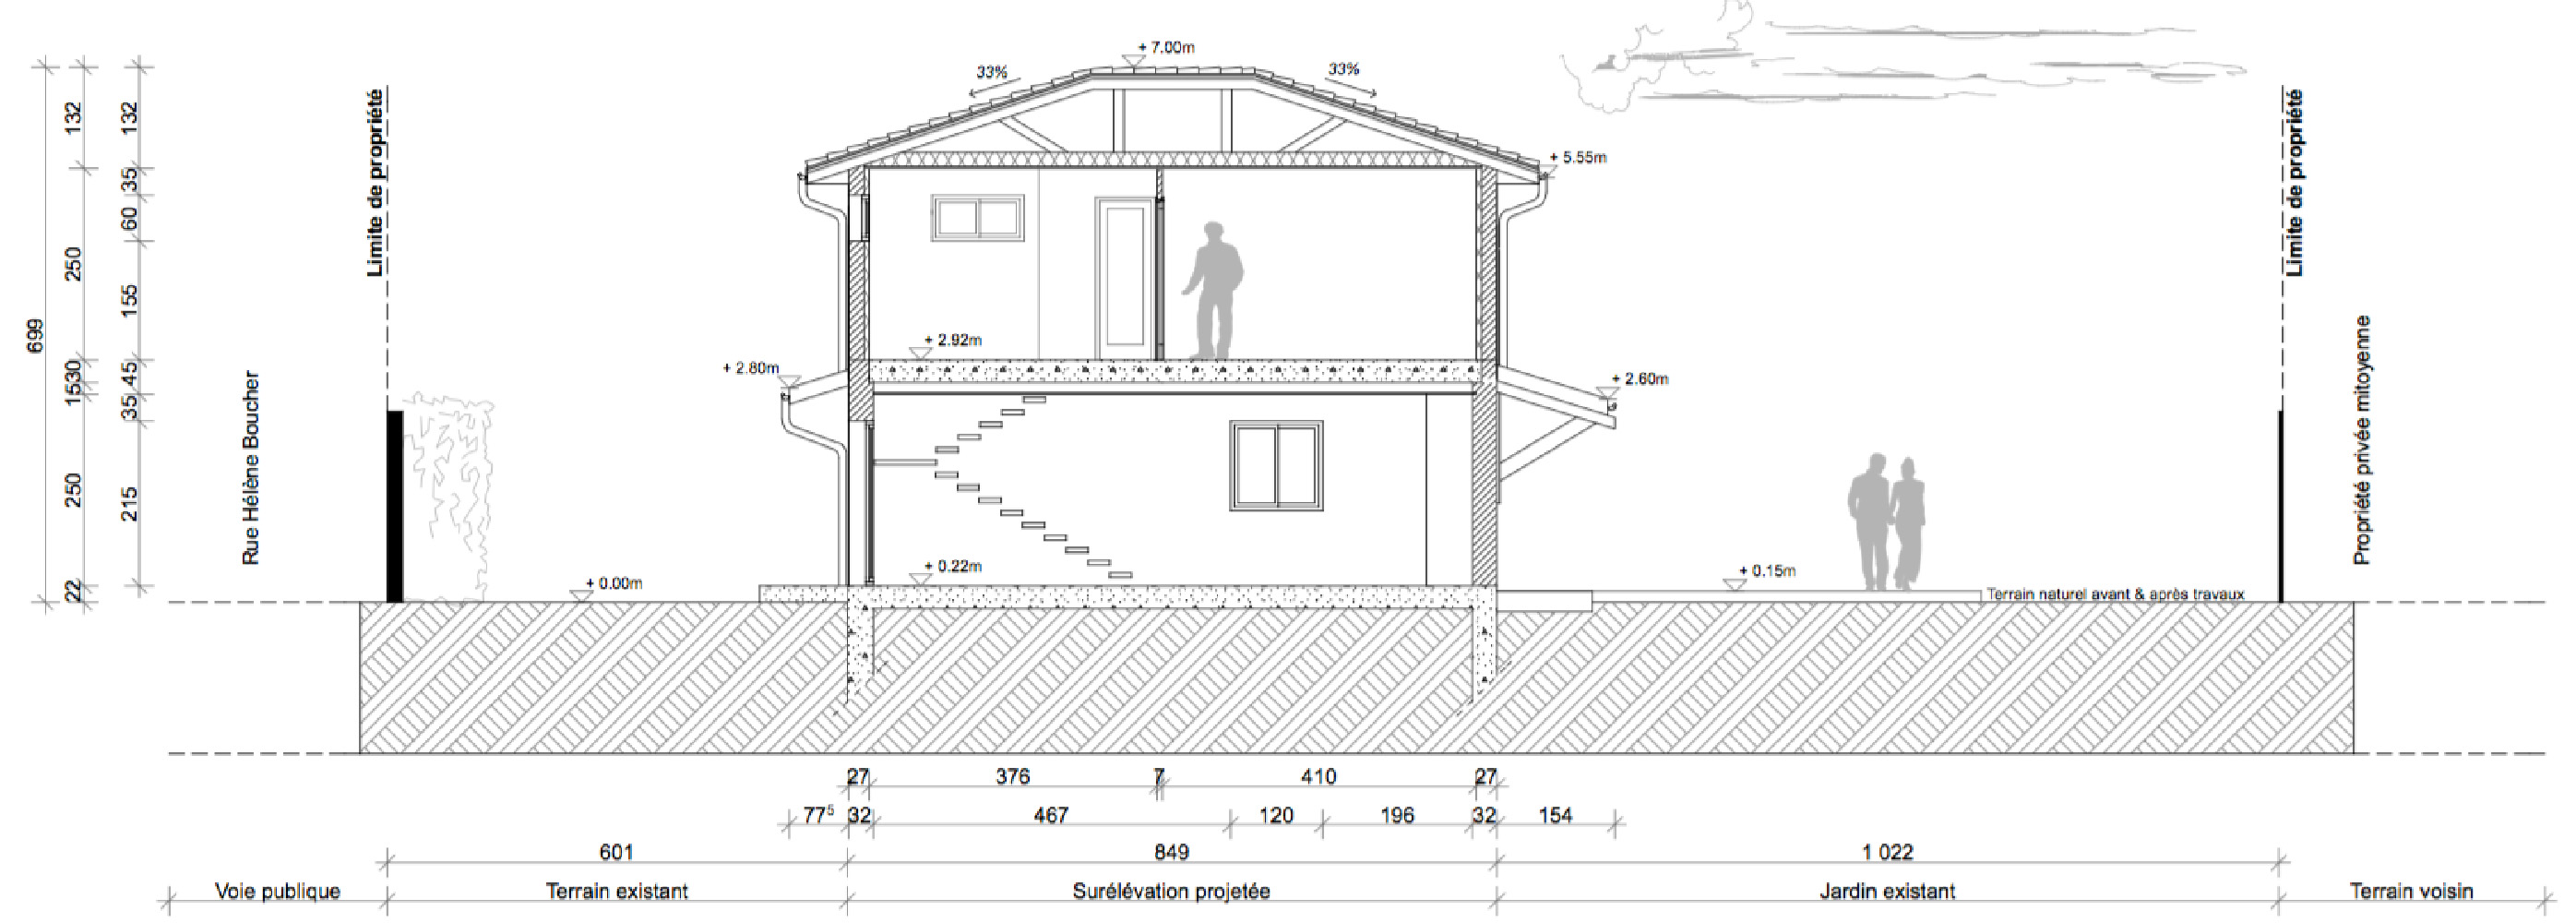 + 7.00m
33%
33%
+ 5.55m
Limite de propriété
Limite de propriété
132
132
35
60
250
155
699
30
15
45
35
250
215
22
+ 2.92m
+ 2.80m
+ 2.60m
Rue Hélène Boucher
Propriété privée mitoyenne
+ 0.22m
+ 0.00m
+ 0.15m
Terrain naturel avant & après travaux
27 376 7 410 27
77⁵ 32 467 120 196 32 154
601 849 1 022
Voie publique Terrain existant Surélévation projetée Jardin existant Terrain voisin